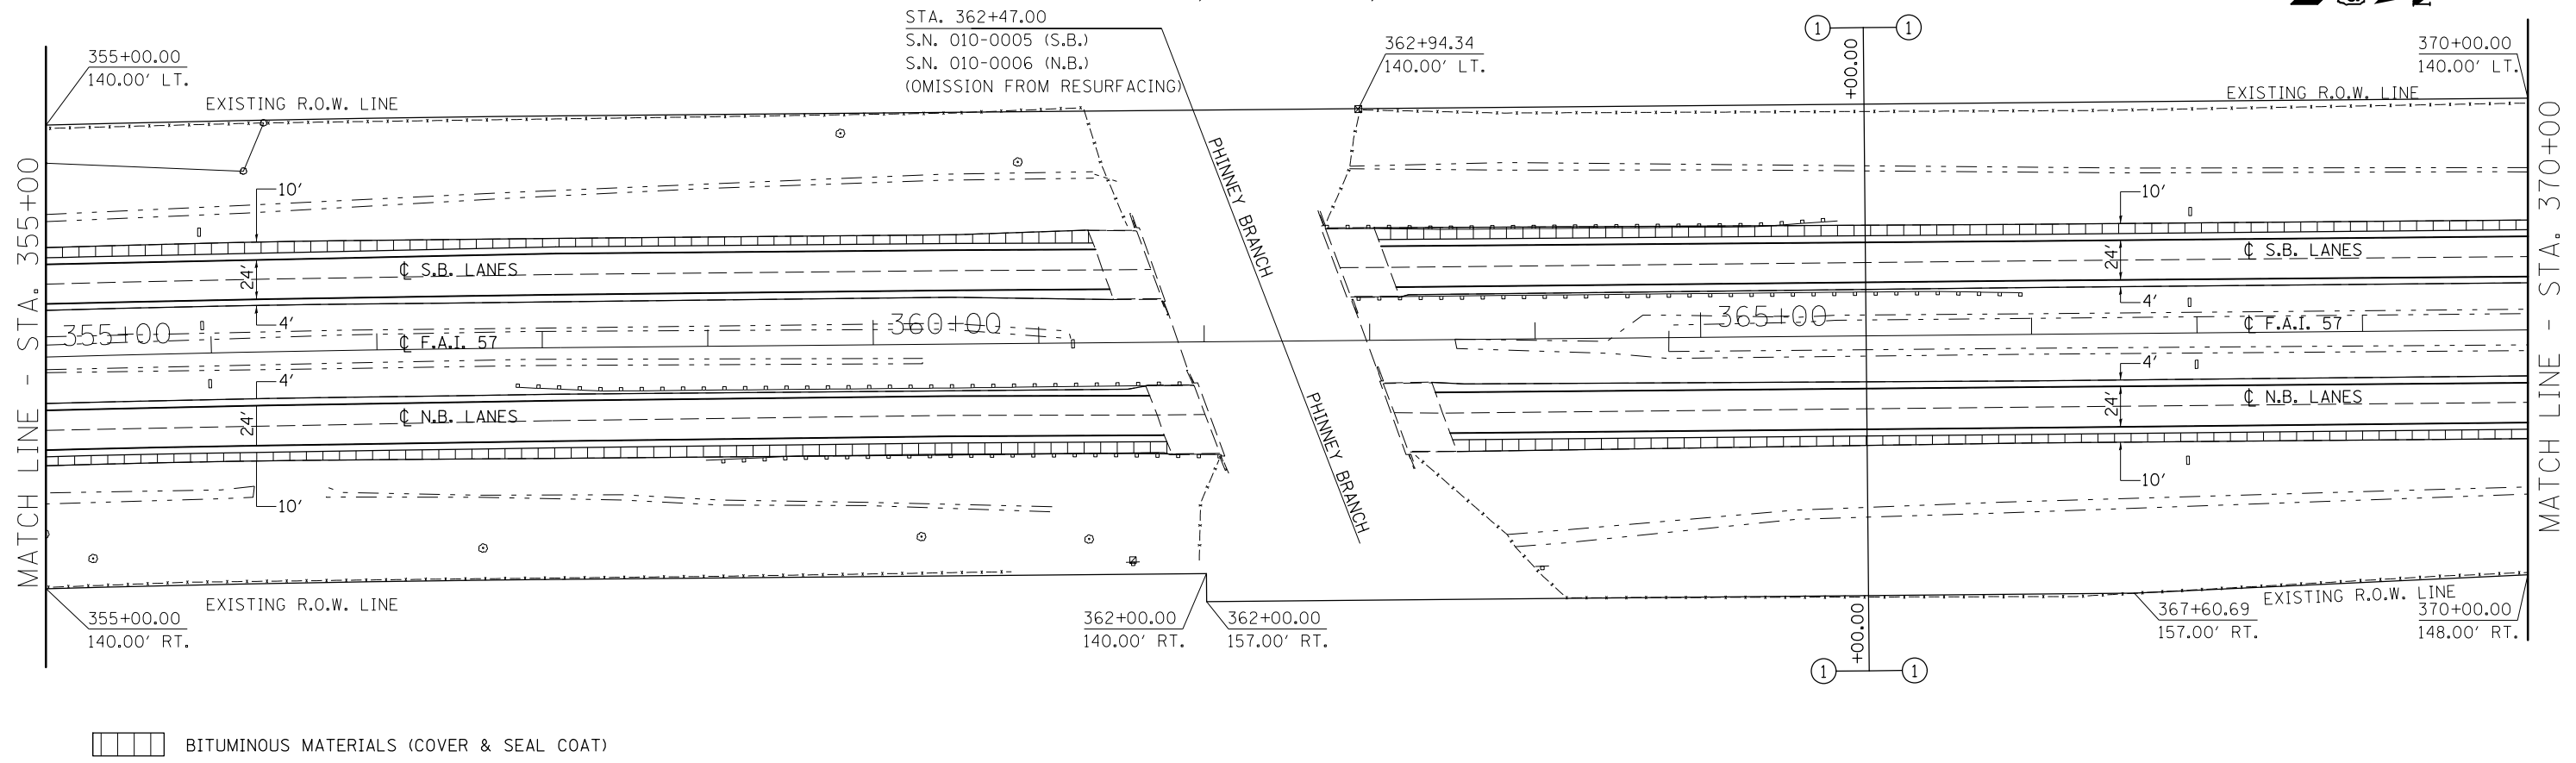 STA. 362+47.00
S.N. 010-0005 (S.B.)
S.N. 010-0006 (N.B.)
(OMISSION FROM RESURFACING)
355+00.00
140.00' LT.
362+94.34
140.00' LT.
370+00.00
140.00' LT.
1
1
+00.00
EXISTING R.O.W. LINE
EXISTING R.O.W. LINE
MATCH LINE - STA. 355+00
MATCH LINE - STA. 370+00
PHINNEY BRANCH
10'
10'
24'
℄ S.B. LANES
24'
℄ S.B. LANES
4'
4'
355+00
360+00
365+00
℄ F.A.I. 57
℄ F.A.I. 57
4'
4'
24'
℄ N.B. LANES
24'
℄ N.B. LANES
PHINNEY BRANCH
10'
10'
EXISTING R.O.W. LINE
EXISTING R.O.W. LINE
355+00.00
140.00' RT.
362+00.00
140.00' RT.
362+00.00
157.00' RT.
+00.00
367+60.69
157.00' RT.
370+00.00
148.00' RT.
1
1
BITUMINOUS MATERIALS (COVER & SEAL COAT)